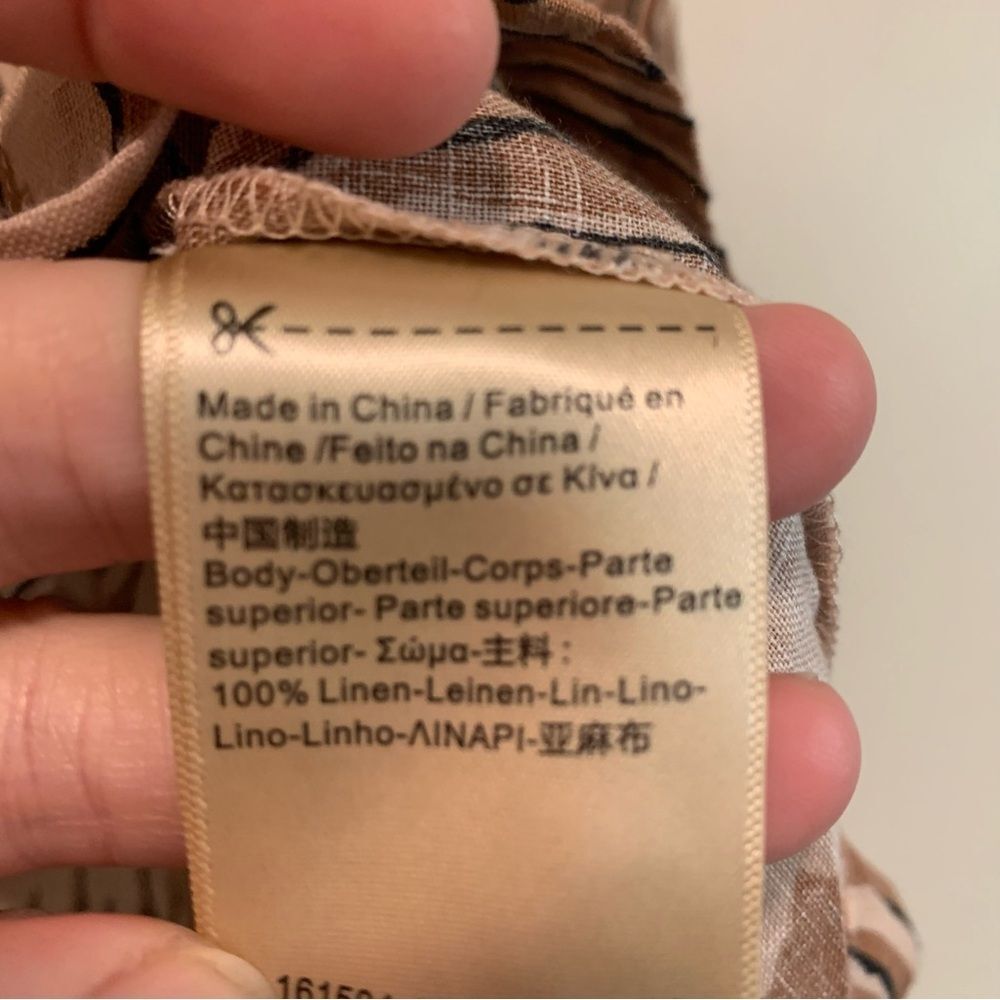 Made in China / Fabriqué en
Chine /Feito na China /
Κατασκευασμένο σε Κίνα /
中国制造
Body-Oberteil-Corps-Parte
superior- Parte superiore-Parte
superior- Σώμα-主料 :
100% Linen-Leinen-Lin-Lino-
Lino-Linho-ΛΙΝΑΡΙ-亚麻布